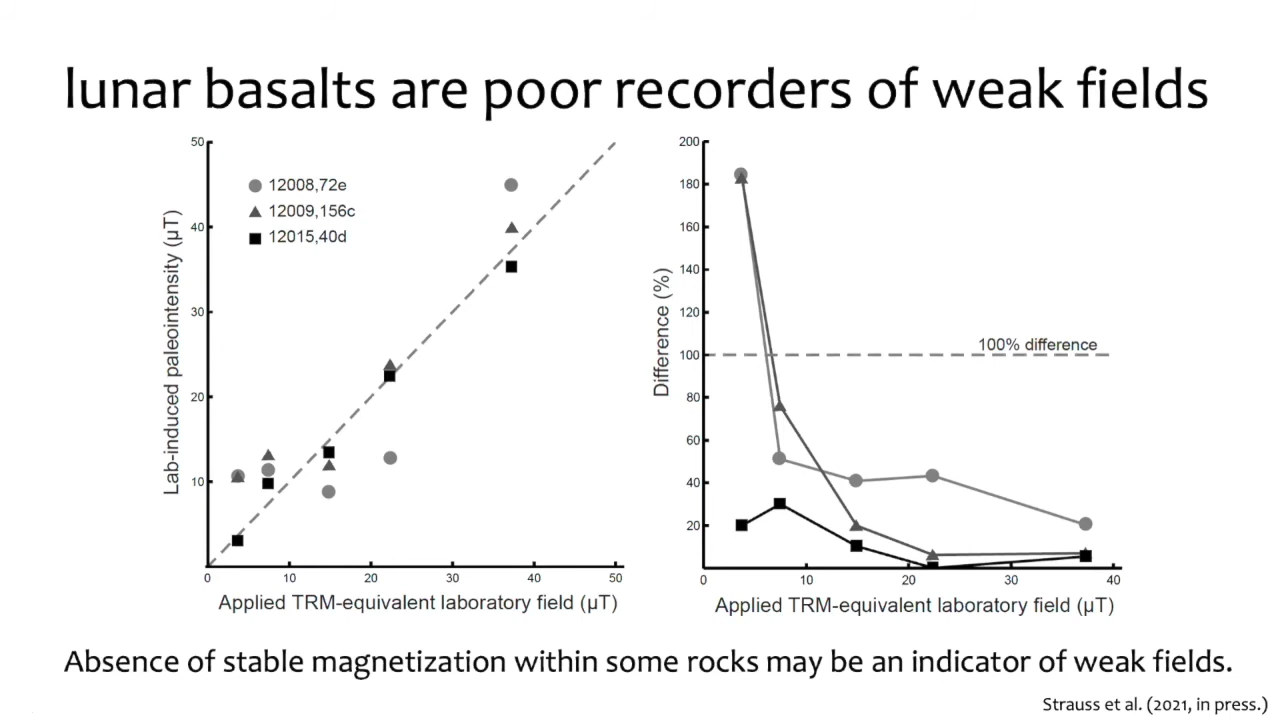 lunar basalts are poor recorders of weak fields
50
40
30
20
10
0
10
20
30
40
50
Lab-induced paleointensity (μT)
Applied TRM-equivalent laboratory field (μT)
12008,72e
12009,156c
12015,40d
200
180
160
140
120
100
80
60
40
20
0
10
20
30
40
Difference (%)
100% difference
Applied TRM-equivalent laboratory field (μT)
Absence of stable magnetization within some rocks may be an indicator of weak fields.
Strauss et al. (2021, in press.)